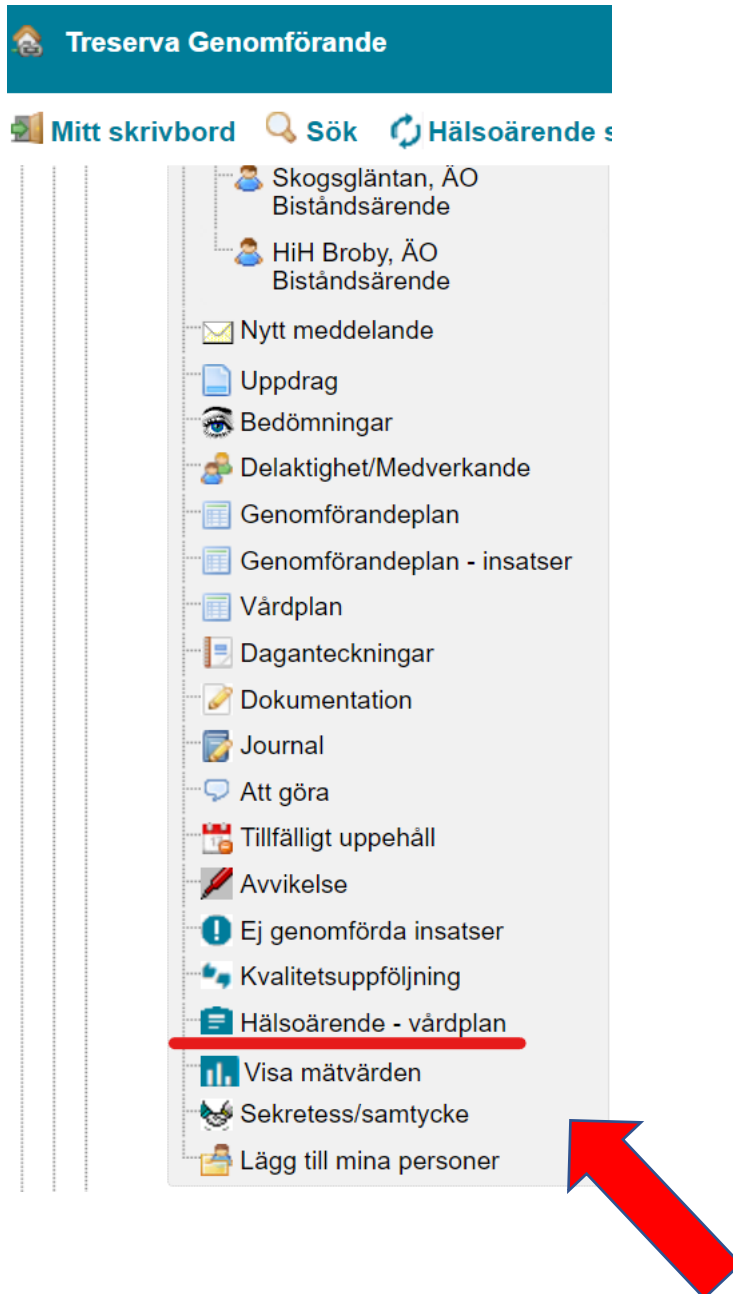 Treserva Genomförande
Mitt skrivbord Sök Hälsoärende s
Skogsgläntan, ÄO
Biståndsärende
HiH Broby, ÄO
Biståndsärende
Nytt meddelande
Uppdrag
Bedömningar
Delaktighet/Medverkande
Genomförandeplan
Genomförandeplan - insatser
Vårdplan
Daganteckningar
Dokumentation
Journal
Att göra
Tillfälligt uppehåll
Avvikelse
Ej genomförda insatser
Kvalitetsuppföljning
Hälsoärende - vårdplan
Visa mätvärden
Sekretess/samtycke
Lägg till mina personer